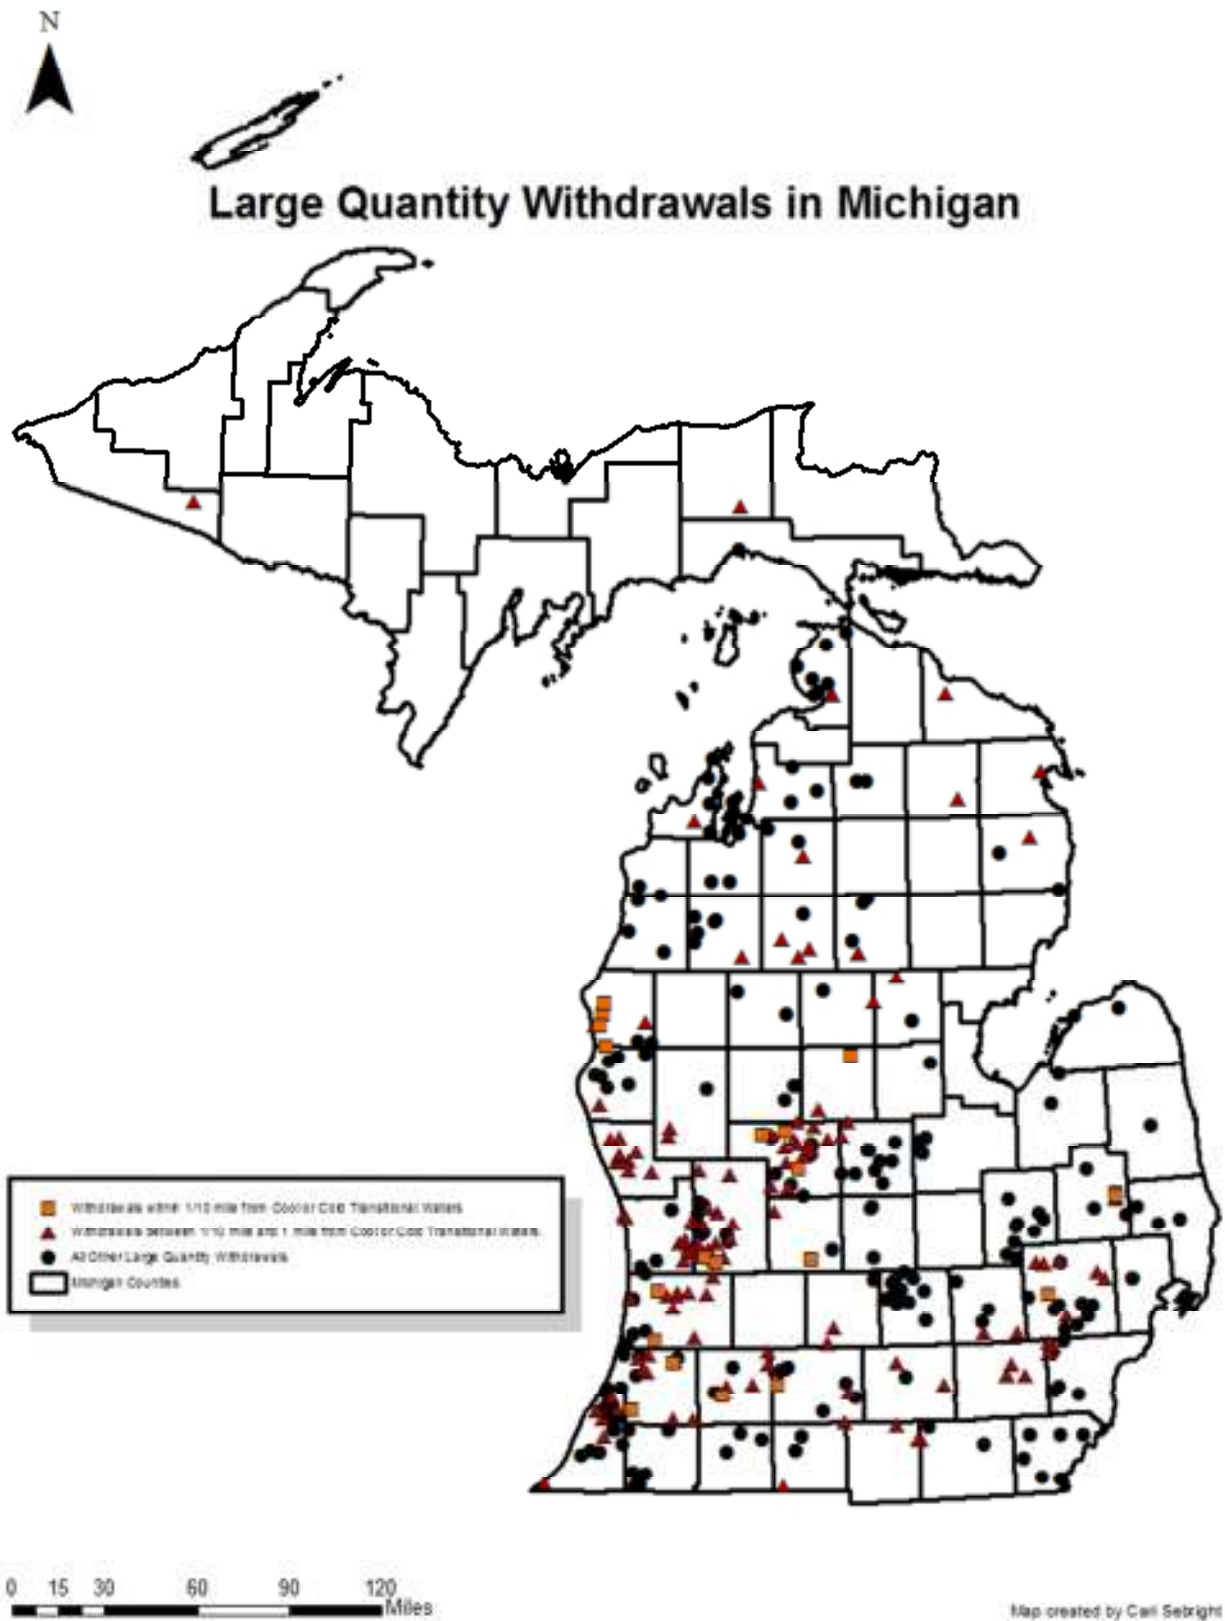 N
Large Quantity Withdrawals in Michigan
Withdrawals within 1/10 mile from Cool or Cold Transitional Waters
Withdrawals between 1/10 mile and 1 mile from Cool or Cold Transitional Waters
All Other Large Quantity Withdrawals
Michigan Counties
0 15 30 60 90 120
Miles
Map created by Carl Sebright